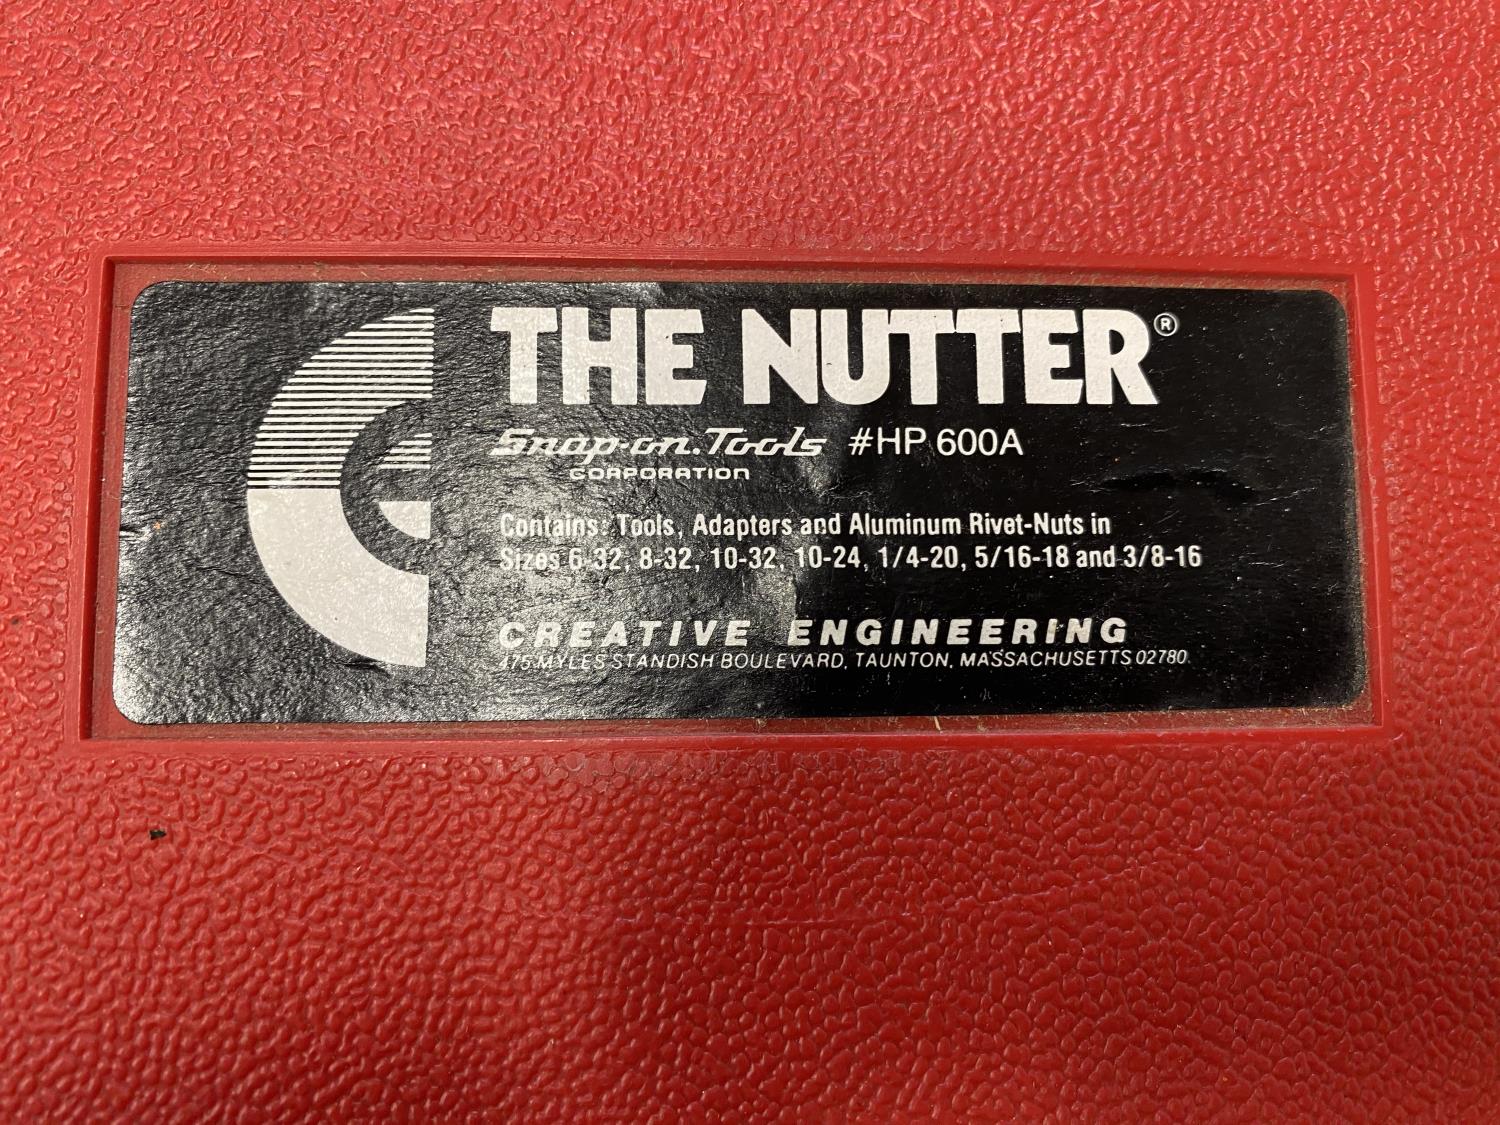 THE NUTTER®
Snap-on Tools #HP 600A
CORPORATION
Contains: Tools, Adapters and Aluminum Rivet-Nuts in
Sizes 6-32, 8-32, 10-32, 10-24, 1/4-20, 5/16-18 and 3/8-16
CREATIVE ENGINEERING
475 MYLES STANDISH BOULEVARD, TAUNTON, MASSACHUSETTS 02780